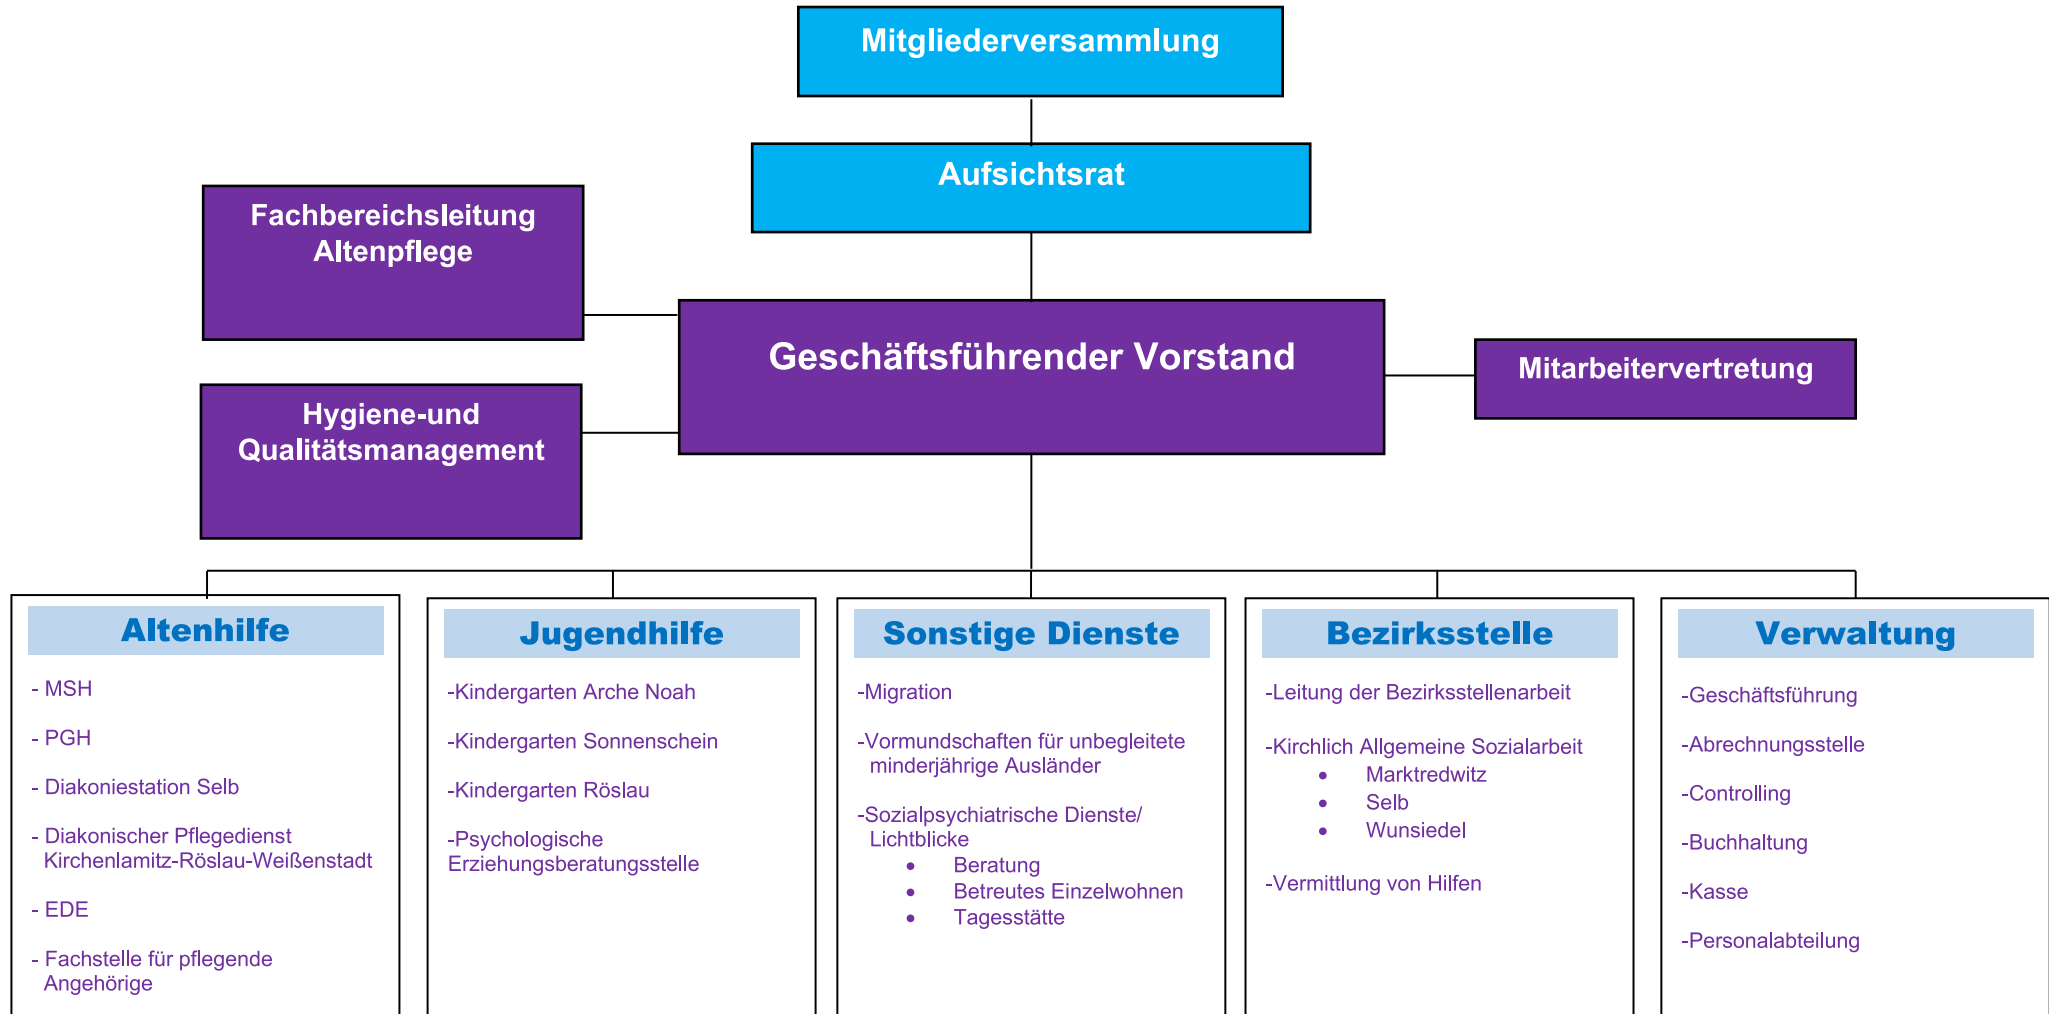 Mitgliederversammlung
Aufsichtsrat
Fachbereichsleitung
Altenpflege
Geschäftsführender Vorstand
Mitarbeitervertretung
Hygiene-und
Qualitätsmanagement
Altenhilfe
- MSH
- PGH
- Diakoniestation Selb
- Diakonischer Pflegedienst
Kirchenlamitz-Röslau-Weißenstadt
- EDE
- Fachstelle für pflegende
Angehörige
Jugendhilfe
-Kindergarten Arche Noah
-Kindergarten Sonnenschein
-Kindergarten Röslau
-Psychologische
Erziehungsberatungsstelle
Sonstige Dienste
-Migration
-Vormundschaften für unbegleitete
minderjährige Ausländer
-Sozialpsychiatrische Dienste/
Lichtblicke
• Beratung
• Betreutes Einzelwohnen
• Tagesstätte
Bezirksstelle
-Leitung der Bezirksstellenarbeit
-Kirchlich Allgemeine Sozialarbeit
• Marktredwitz
• Selb
• Wunsiedel
-Vermittlung von Hilfen
Verwaltung
-Geschäftsführung
-Abrechnungsstelle
-Controlling
-Buchhaltung
-Kasse
-Personalabteilung